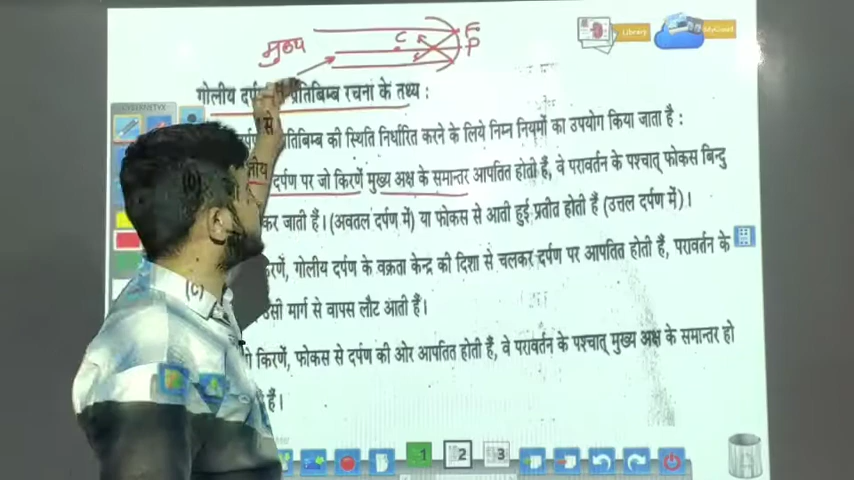 मुख्य C F
P
Library
MyCloud
गोलीय प्रतिबिम्ब रचना के तथ्य :
से प्रतिबिम्ब की स्थिति निर्धारित करने के लिये निम्न नियमों का उपयोग किया जाता है :
दर्पण पर जो किरणें मुख्य अक्ष के समान्तर आपतित होती हैं, वे परावर्तन के पश्चात् फोकस बिन्दु
कर जाती हैं। (अवतल दर्पण में) या फोकस से आती हुई प्रतीत होती हैं (उत्तल दर्पण में)।
गोलीय दर्पण के वक्रता केन्द्र की दिशा से चलकर दर्पण पर आपतित होती हैं, परावर्तन के
(C)
उसी मार्ग से वापस लौट आती हैं।
किरणें, फोकस से दर्पण की ओर आपतित होती हैं, वे परावर्तन के पश्चात् मुख्य अक्ष के समान्तर हो
हैं।
1 2 3